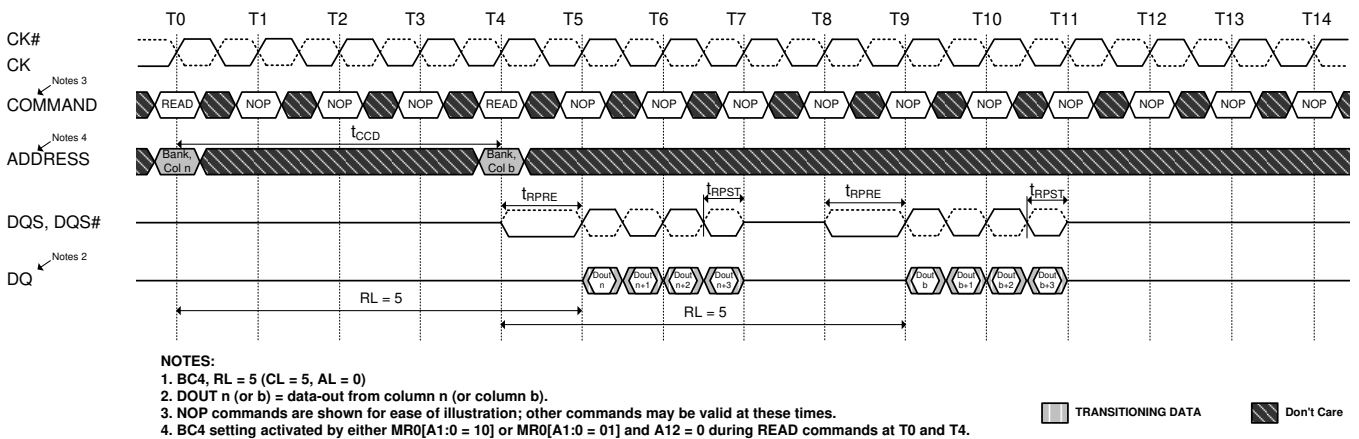 T0 T1 T2 T3 T4 T5 T6 T7 T8 T9 T10 T11 T12 T13 T14
CK#
CK
Notes 3
COMMAND READ NOP NOP NOP READ NOP NOP NOP NOP NOP NOP NOP NOP NOP NOP
tCCD
Notes 4
ADDRESS
Bank, Col n
Bank, Col b
tRPRE tRPST tRPRE tRPST
DQS, DQS#
Notes 2
DQ
Dout n Dout n+1 Dout n+2 Dout n+3 Dout b Dout b+1 Dout b+2 Dout b+3
RL = 5
RL = 5
NOTES:
1. BC4, RL = 5 (CL = 5, AL = 0)
2. DOUT n (or b) = data-out from column n (or column b).
3. NOP commands are shown for ease of illustration; other commands may be valid at these times.
4. BC4 setting activated by either MR0[A1:0 = 10] or MR0[A1:0 = 01] and A12 = 0 during READ commands at T0 and T4.
TRANSITIONING DATA
Don't Care